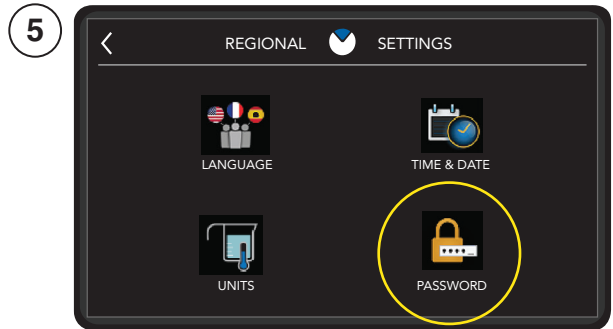 5
REGIONAL SETTINGS
LANGUAGE
TIME & DATE
UNITS
PASSWORD